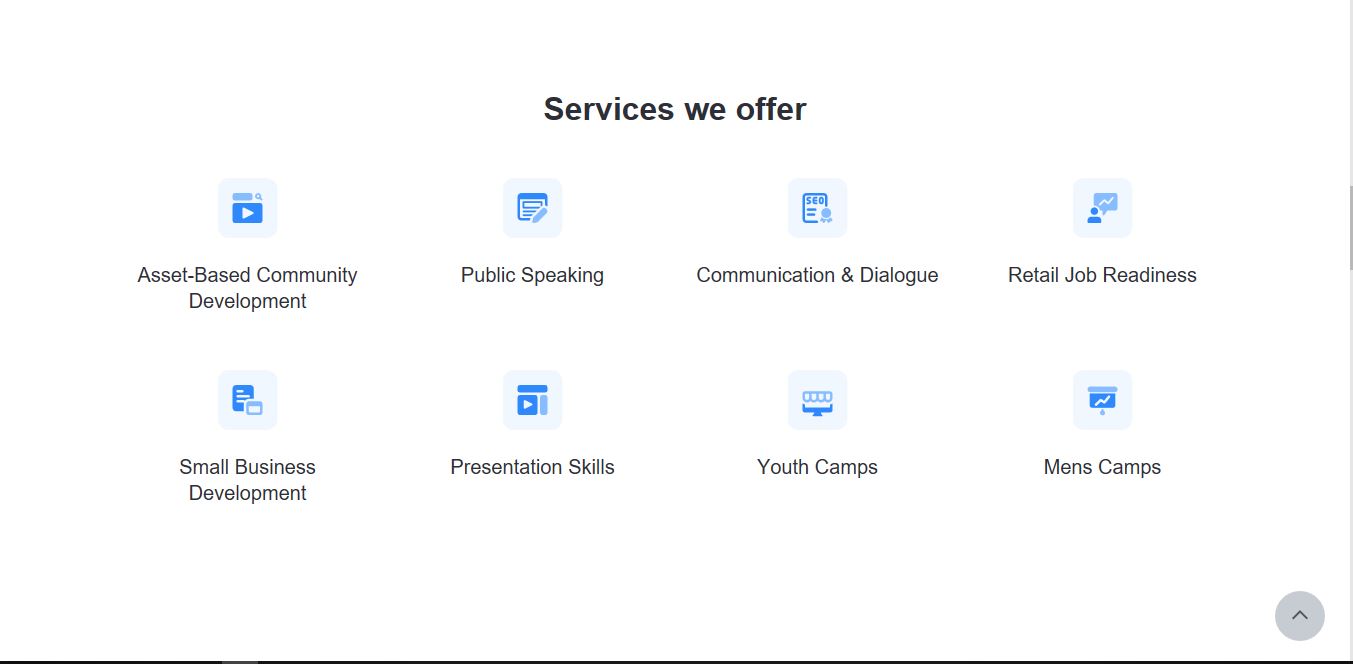 Services we offer
SEO
Asset-Based Community
Development
Public Speaking
Communication & Dialogue
Retail Job Readiness
Small Business
Development
Presentation Skills
Youth Camps
Mens Camps